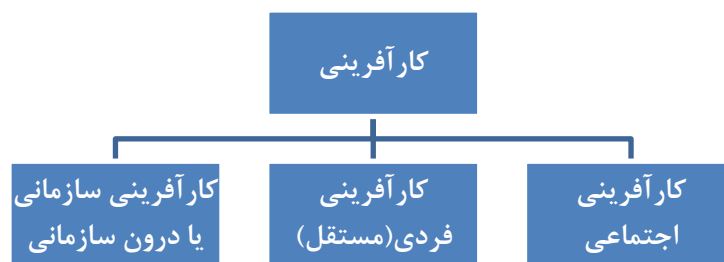 کارآفرینی
کارآفرینی
اجتماعی
کارآفرینی
فردی(مستقل)
کارآفرینی سازمانی
یا درون سازمانی